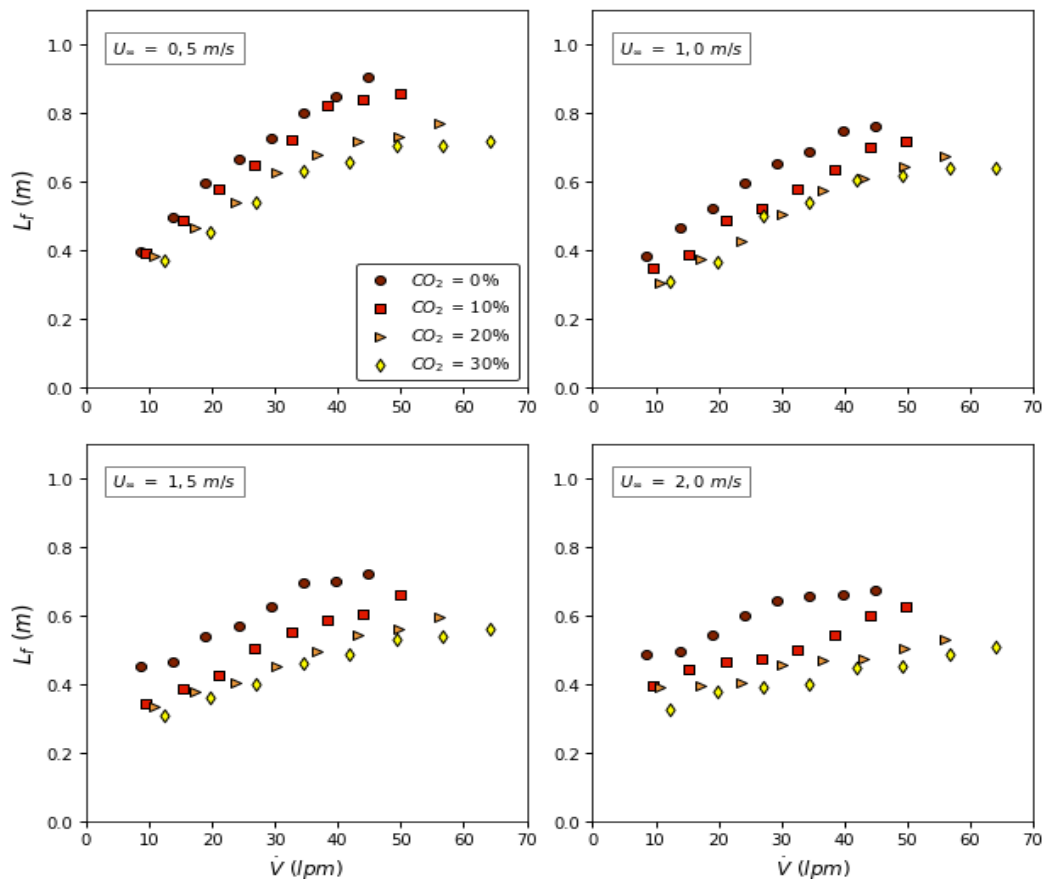 U∞ = 0,5 m/s
1.0
0.8
0.6
0.4
0.2
0.0
L_f (m)
CO₂ = 0%
CO₂ = 10%
CO₂ = 20%
CO₂ = 30%
0 10 20 30 40 50 60 70
U∞ = 1,0 m/s
1.0
0.8
0.6
0.4
0.2
0.0
0 10 20 30 40 50 60 70
U∞ = 1,5 m/s
1.0
0.8
0.6
0.4
0.2
0.0
L_f (m)
0 10 20 30 40 50 60 70
V̇ (lpm)
U∞ = 2,0 m/s
1.0
0.8
0.6
0.4
0.2
0.0
0 10 20 30 40 50 60 70
V̇ (lpm)